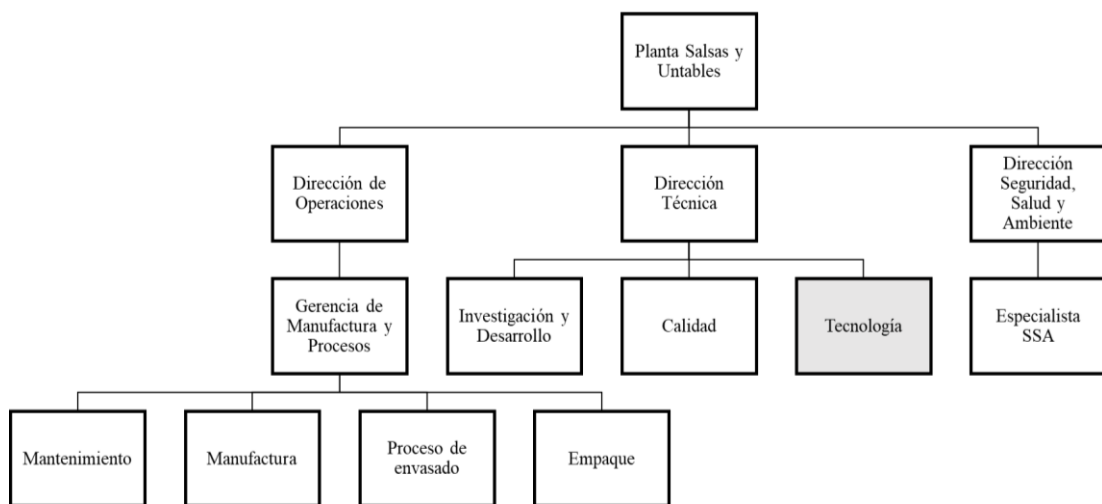 Planta Salsas y
Untables
Dirección de
Operaciones
Dirección
Técnica
Dirección
Seguridad,
Salud y
Ambiente
Gerencia de
Manufactura y
Procesos
Investigación y
Desarrollo
Calidad
Tecnología
Especialista
SSA
Mantenimiento
Manufactura
Proceso de
envasado
Empaque